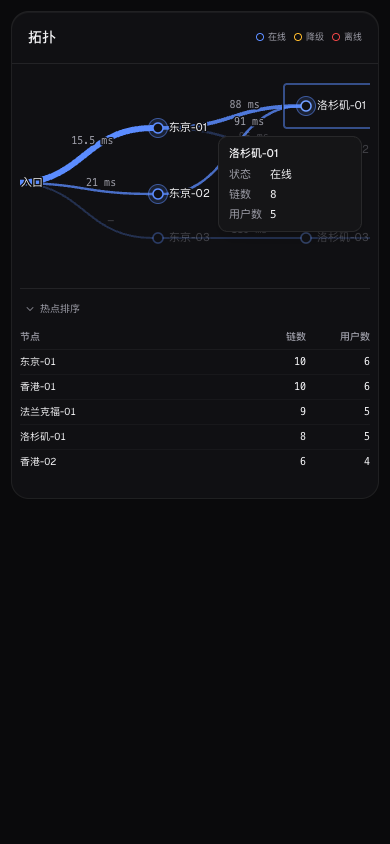 拓扑
在线 降级 离线
88 ms
洛杉矶-01
91 ms
东京-01
15.5 ms
洛杉矶-01
状态 在线
链数 8
用户数 5
入口
21 ms
东京-02
—
东京-03
洛杉矶-03
热点排序
节点 链数 用户数
东京-01 10 6
香港-01 10 6
法兰克福-01 9 5
洛杉矶-01 8 5
香港-02 6 4